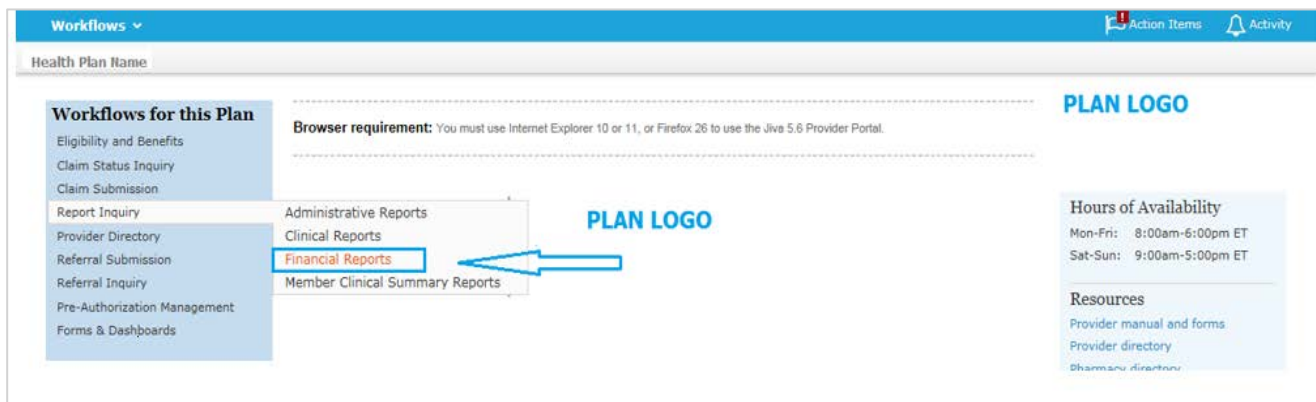 Workflows
Action Items
Activity
Health Plan Name
Workflows for this Plan
Eligibility and Benefits
Claim Status Inquiry
Claim Submission
Report Inquiry
Provider Directory
Referral Submission
Referral Inquiry
Pre-Authorization Management
Forms & Dashboards
Administrative Reports
Clinical Reports
Financial Reports
Member Clinical Summary Reports
Browser requirement: You must use Internet Explorer 10 or 11, or Firefox 26 to use the Jiva 5.6 Provider Portal.
PLAN LOGO
PLAN LOGO
Hours of Availability
Mon-Fri: 8:00am-6:00pm ET
Sat-Sun: 9:00am-5:00pm ET
Resources
Provider manual and forms
Provider directory
Pharmacy directory